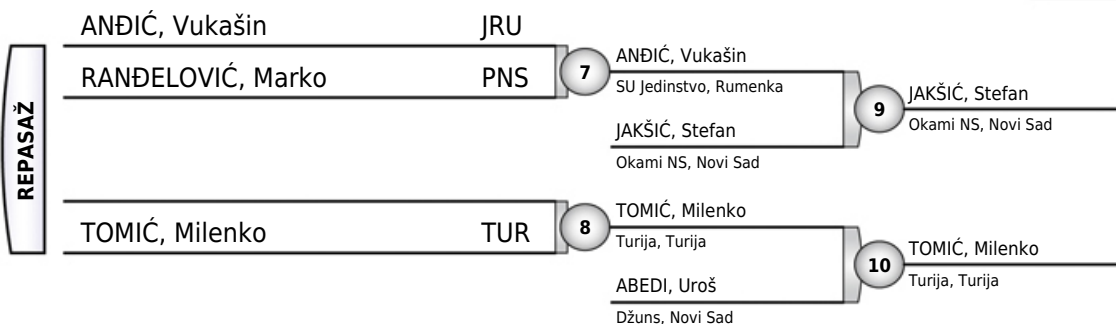 REPASAŽ
ANĐIĆ, Vukašin JRU
RANĐELOVIĆ, Marko PNS
7
ANĐIĆ, Vukašin
SU Jedinstvo, Rumenka
JAKŠIĆ, Stefan
Okami NS, Novi Sad
9
JAKŠIĆ, Stefan
Okami NS, Novi Sad
TOMIĆ, Milenko TUR
8
TOMIĆ, Milenko
Turija, Turija
ABEDI, Uroš
Džuns, Novi Sad
10
TOMIĆ, Milenko
Turija, Turija